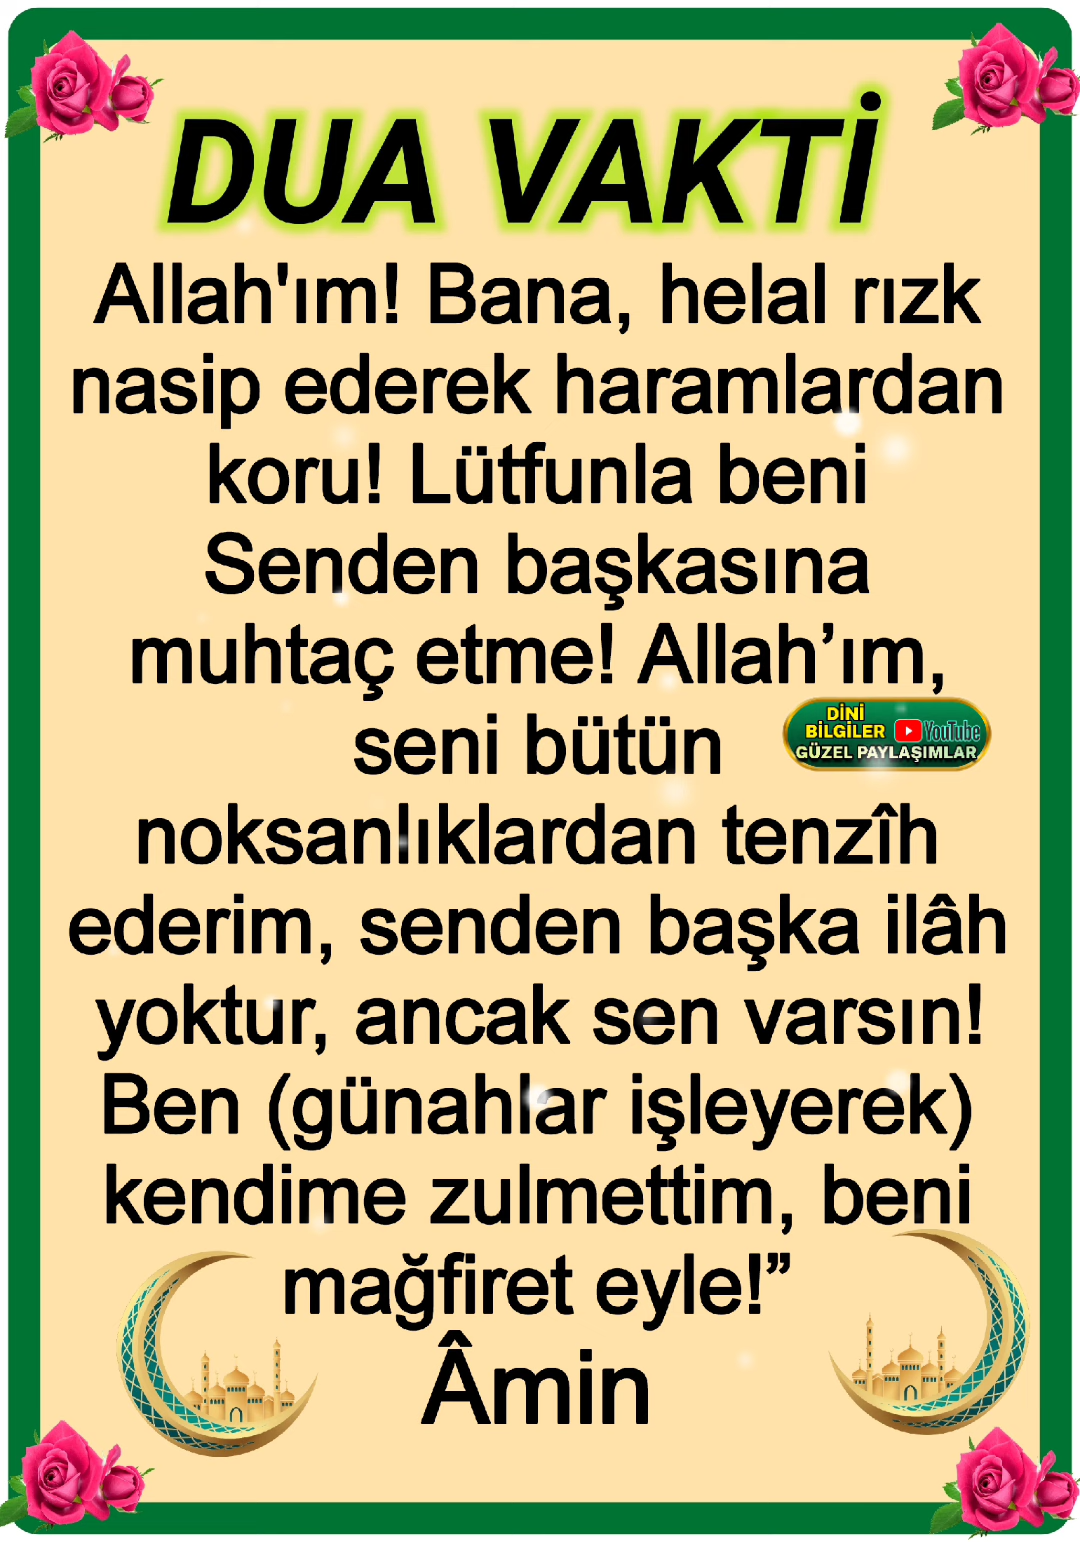 DUA VAKTİ
Allah'ım! Bana, helal rızk
nasip ederek haramlardan
koru! Lütfunla beni
Senden başkasına
muhtaç etme! Allah’ım,
seni bütün
DİNİ
BİLGİLER YouTube
GÜZEL PAYLAŞIMLAR
noksanlıklardan tenzîh
ederim, senden başka ilâh
yoktur, ancak sen varsın!
Ben (günahlar işleyerek)
kendime zulmettim, beni
mağfiret eyle!”
Âmin